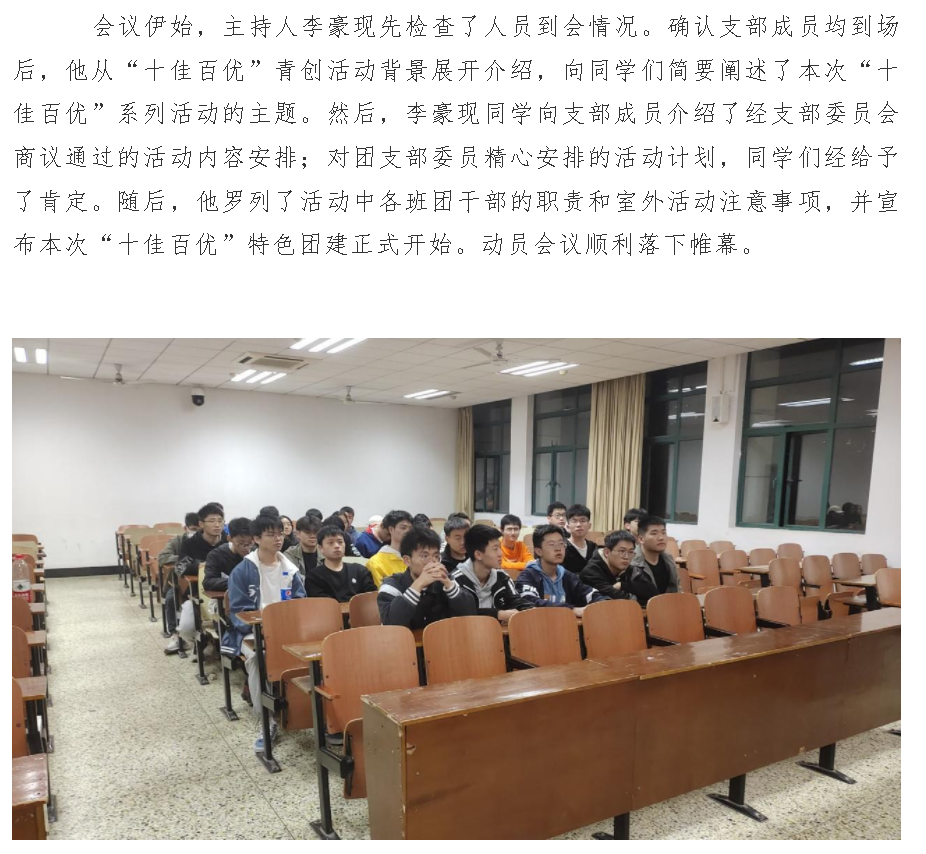 会议伊始，主持人李豪现先检查了人员到会情况。确认支部成员均到场
后，他从“十佳百优”青创活动背景展开介绍，向同学们简要阐述了本次“十
佳百优”系列活动的主题。然后，李豪现同学向支部成员介绍了经支部委员会
商议通过的活动内容安排；对团支部委员精心安排的活动计划，同学们经给予
了肯定。随后，他罗列了活动中各班团干部的职责和室外活动注意事项，并宣
布本次“十佳百优”特色团建正式开始。动员会议顺利落下帷幕。